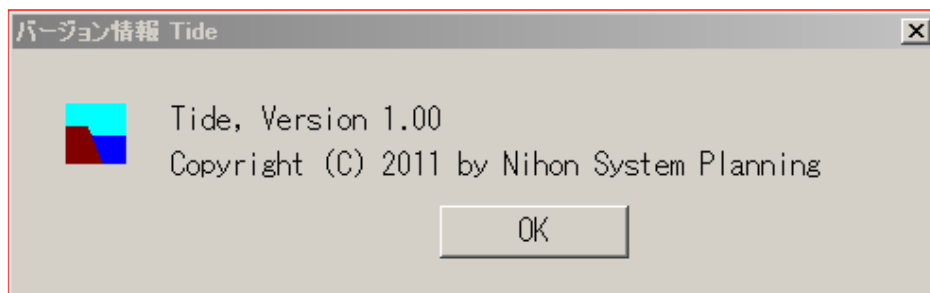 バージョン情報 Tide
Tide, Version 1.00
Copyright (C) 2011 by Nihon System Planning
OK